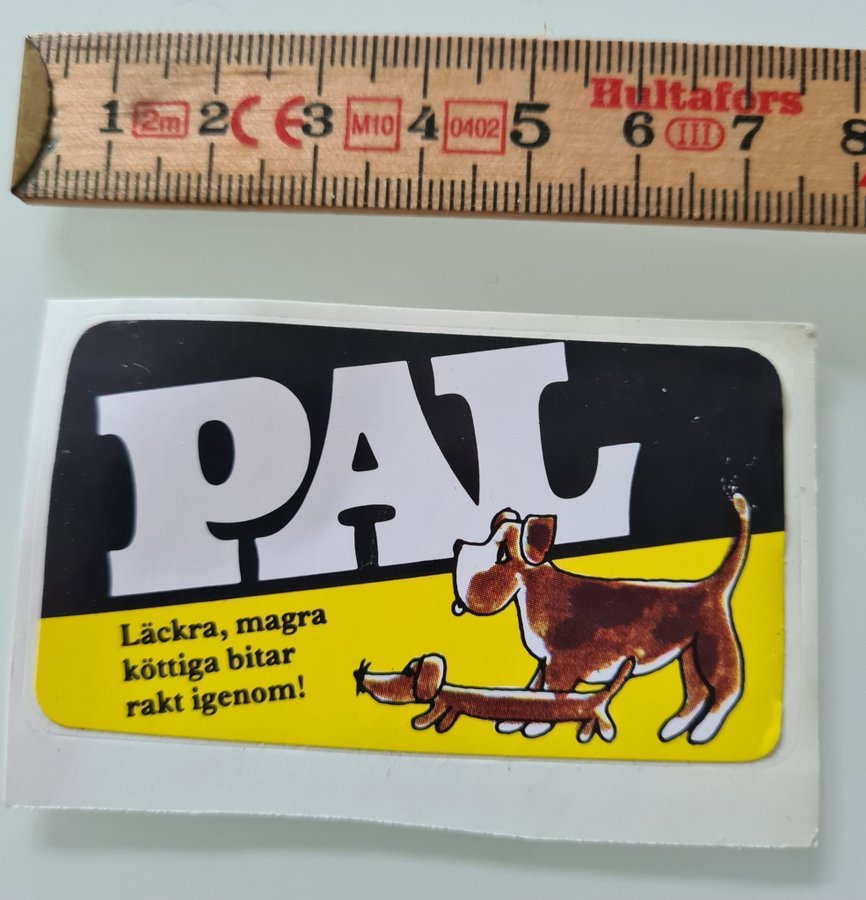 1 2m 2 CE 3 M10 4 0402 5 6 III 7 8
Hultafors
PAL
Läckra, magra
köttiga bitar
rakt igenom!